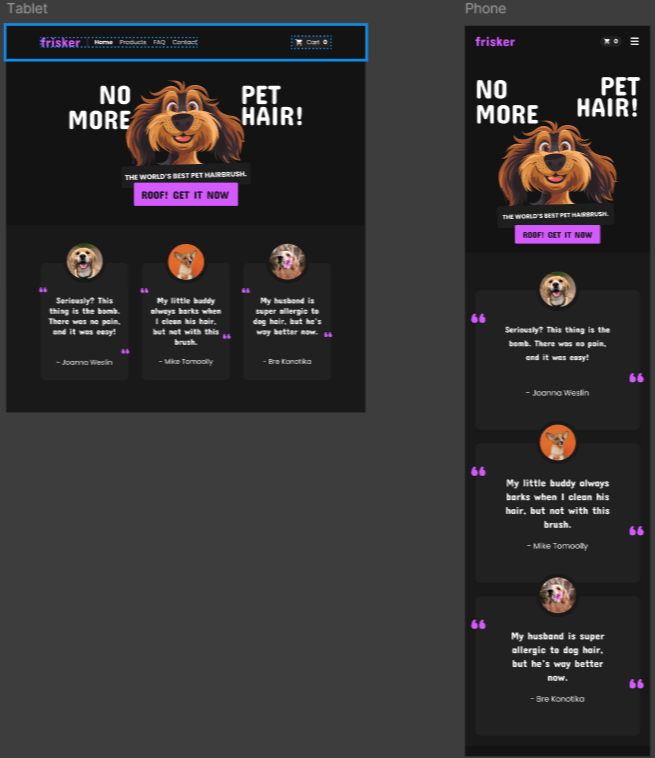 Tablet
frisker Home Products FAQ Contact Cart 0
NO
MORE
PET
HAIR!
THE WORLD'S BEST PET HAIRBRUSH.
ROOF! GET IT NOW
Seriously? This
thing is the bomb.
There was no pain,
and it was easy!
- Joanna Weslin
My little buddy
always barks when
I clean his hair,
but not with this
brush.
- Mike Tomoolly
My husband is
super allergic to
dog hair, but he's
way better now.
- Bre Konotika
Phone
frisker 0
NO
MORE
PET
HAIR!
THE WORLD'S BEST PET HAIRBRUSH.
ROOF! GET IT NOW
Seriously? This thing is the
bomb. There was no pain,
and it was easy!
- Joanna Weslin
My little buddy always
barks when I clean his
hair, but not with this
brush.
- Mike Tomoolly
My husband is super
allergic to dog hair,
but he's way better
now.
- Bre Konotika